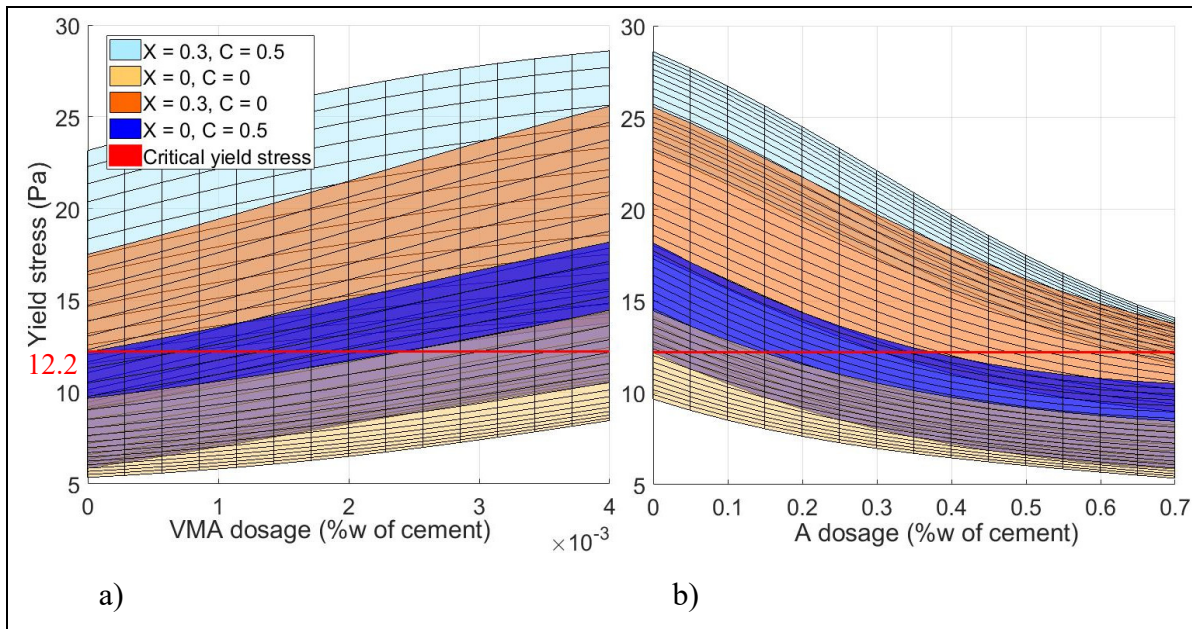 30
25
20
15
10
5
12.2
Yield stress (Pa)
X = 0.3, C = 0.5
X = 0, C = 0
X = 0.3, C = 0
X = 0, C = 0.5
Critical yield stress
0 1 2 3 4
VMA dosage (%w of cement)
×10⁻³
a)
30
25
20
15
10
5
0 0.1 0.2 0.3 0.4 0.5 0.6 0.7
A dosage (%w of cement)
b)